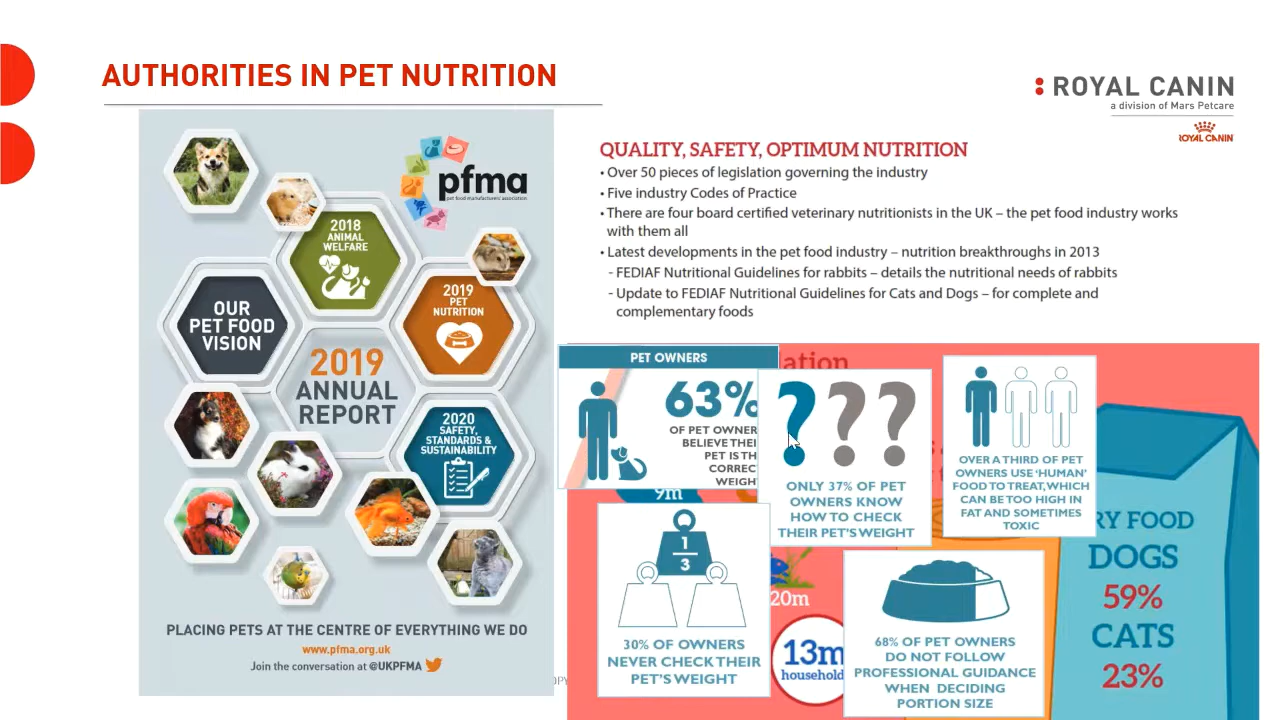 AUTHORITIES IN PET NUTRITION
ROYAL CANIN
a division of Mars Petcare
ROYAL CANIN
pfma
pet food manufacturers' association
2018
ANIMAL
WELFARE
2019
PET
NUTRITION
OUR
PET FOOD
VISION
2019
ANNUAL
REPORT
2020
SAFETY,
STANDARDS &
SUSTAINABILITY
PLACING PETS AT THE CENTRE OF EVERYTHING WE DO
www.pfma.org.uk
Join the conversation at @UKPFMA
QUALITY, SAFETY, OPTIMUM NUTRITION
• Over 50 pieces of legislation governing the industry
• Five industry Codes of Practice
• There are four board certified veterinary nutritionists in the UK – the pet food industry works
with them all
• Latest developments in the pet food industry – nutrition breakthroughs in 2013
- FEDIAF Nutritional Guidelines for rabbits – details the nutritional needs of rabbits
- Update to FEDIAF Nutritional Guidelines for Cats and Dogs – for complete and
complementary foods
PET OWNERS
63%
OF PET OWNER
BELIEVE THEI
PET IS TH
CORREC
WEIGH
???
ONLY 37% OF PET
OWNERS KNOW
HOW TO CHECK
THEIR PET'S WEIGHT
OVER A THIRD OF PET
OWNERS USE 'HUMAN'
FOOD TO TREAT, WHICH
CAN BE TOO HIGH IN
FAT AND SOMETIMES
TOXIC
9m
1
3
30% OF OWNERS
NEVER CHECK THEIR
PET'S WEIGHT
20m
13m
household
68% OF PET OWNERS
DO NOT FOLLOW
PROFESSIONAL GUIDANCE
WHEN DECIDING
PORTION SIZE
RY FOOD
DOGS
59%
CATS
23%